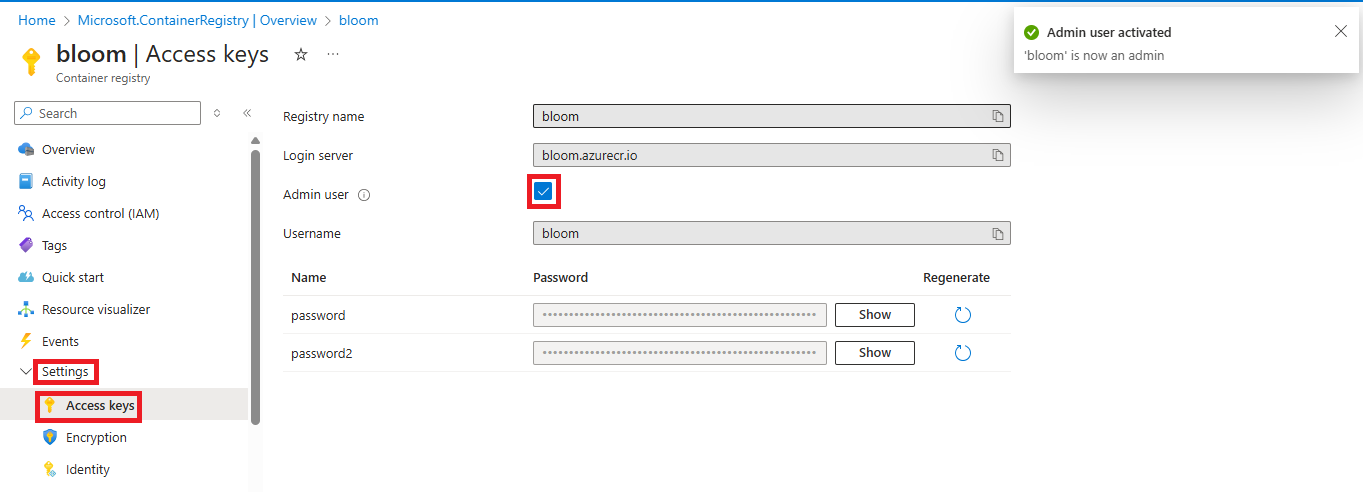 Home > Microsoft.ContainerRegistry | Overview > bloom
bloom | Access keys
Container registry
Admin user activated
'bloom' is now an admin
Search
Overview
Activity log
Access control (IAM)
Tags
Quick start
Resource visualizer
Events
Settings
Access keys
Encryption
Identity
Registry name bloom
Login server bloom.azurecr.io
Admin user
Username bloom
Name Password Regenerate
password Show
password2 Show